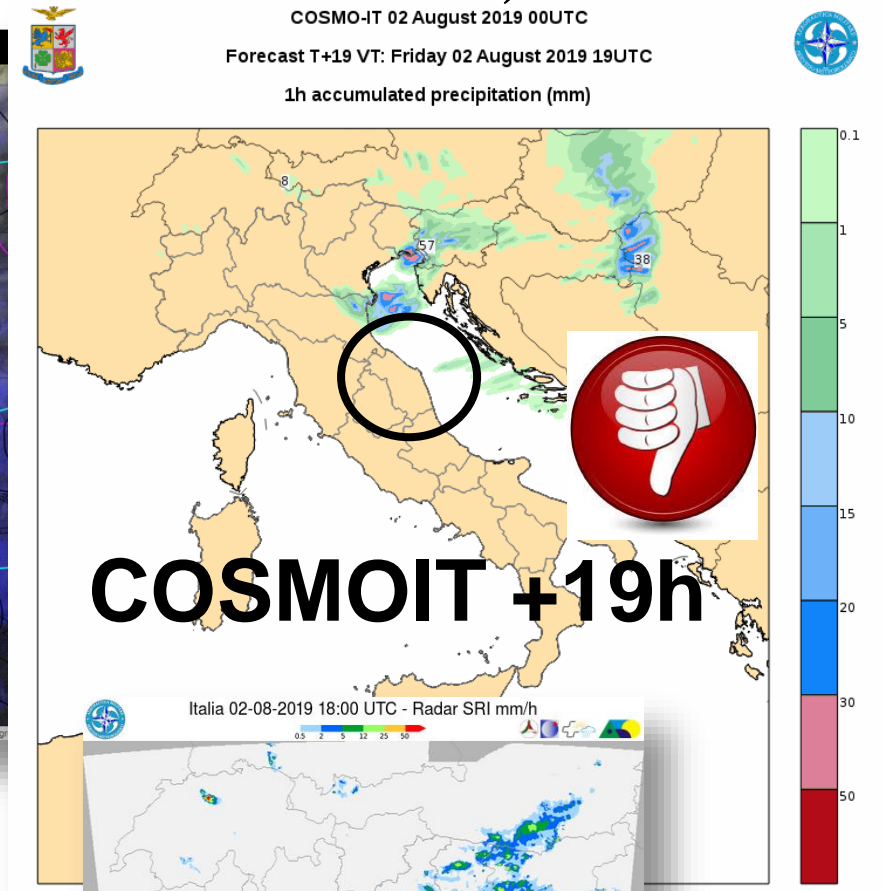 COSMO-IT 02 August 2019 00UTC
Forecast T+19 VT: Friday 02 August 2019 19UTC
1h accumulated precipitation (mm)
0.1
1
5
10
15
20
30
50
8
57
38
COSMOIT +19h
Italia 02-08-2019 18:00 UTC - Radar SRI mm/h
0.5 2 5 12 25 50